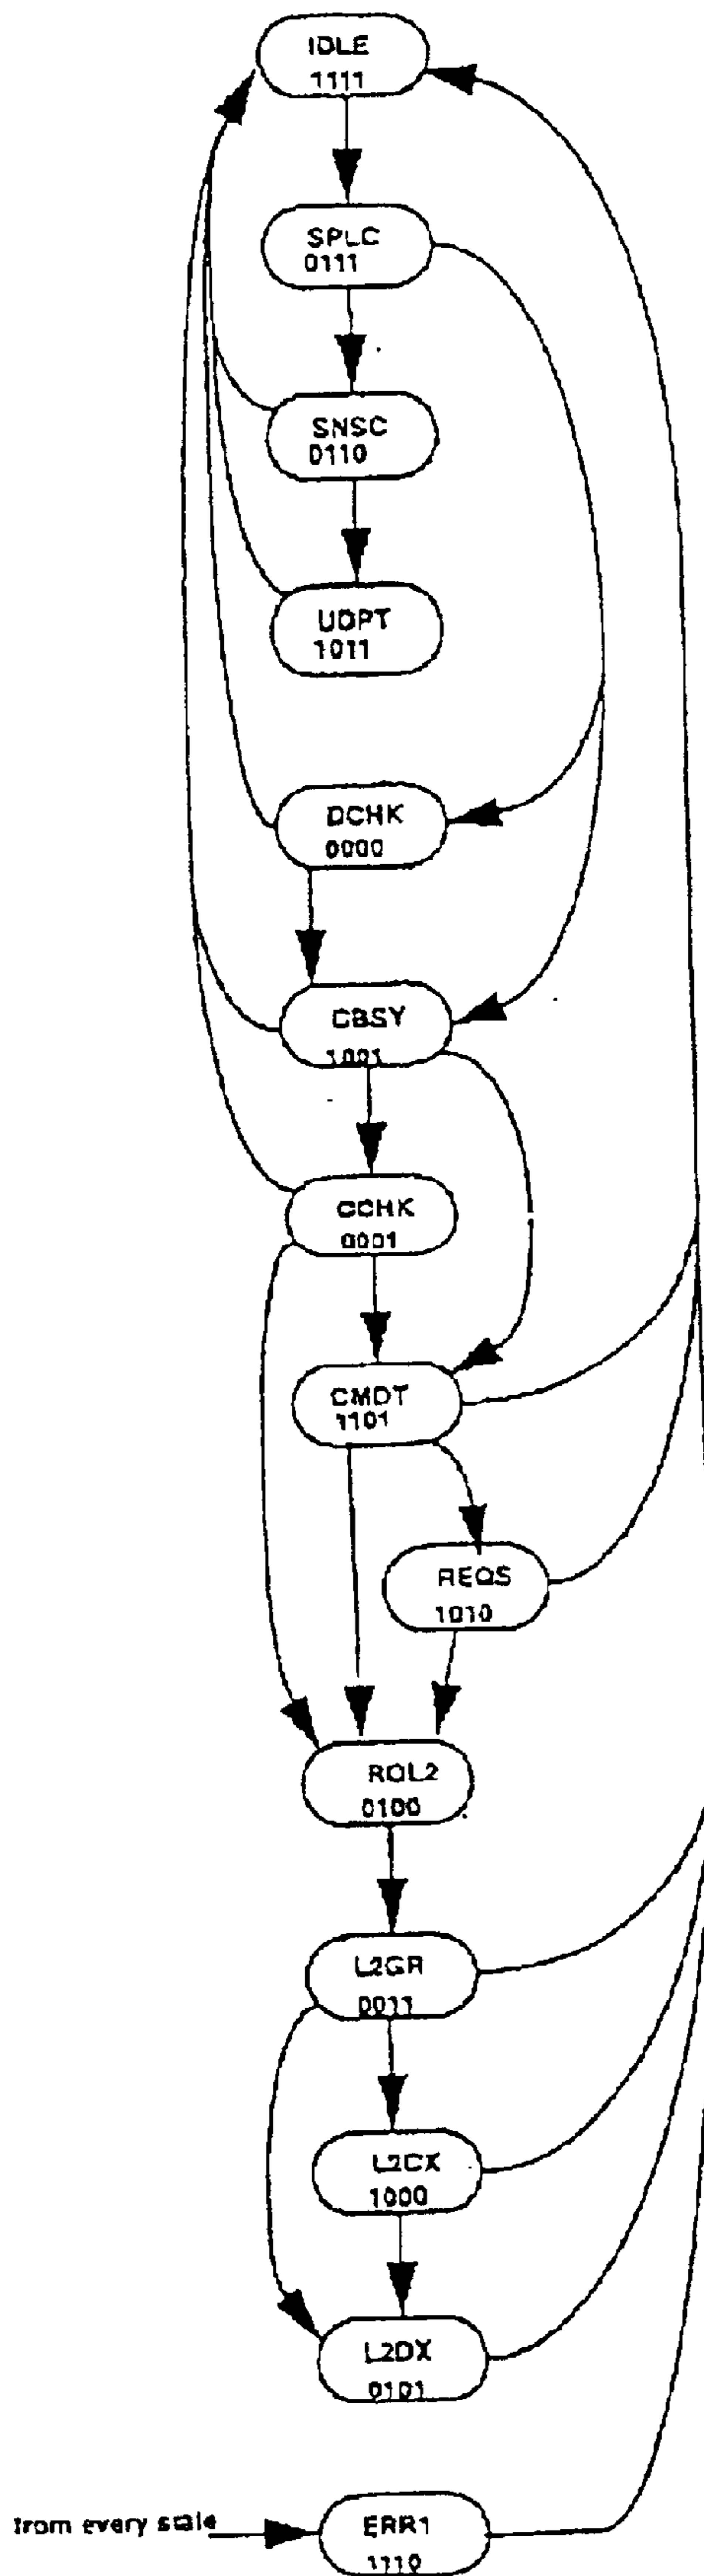 IDLE
1111
SPLC
0111
SNSC
0110
UDPT
1011
DCHK
0000
CBSY
1001
CCHK
0001
CMDT
1101
REQS
1010
RQL2
0100
L2GR
0011
L2CX
1000
L2DX
0101
from every state
ERR1
1110